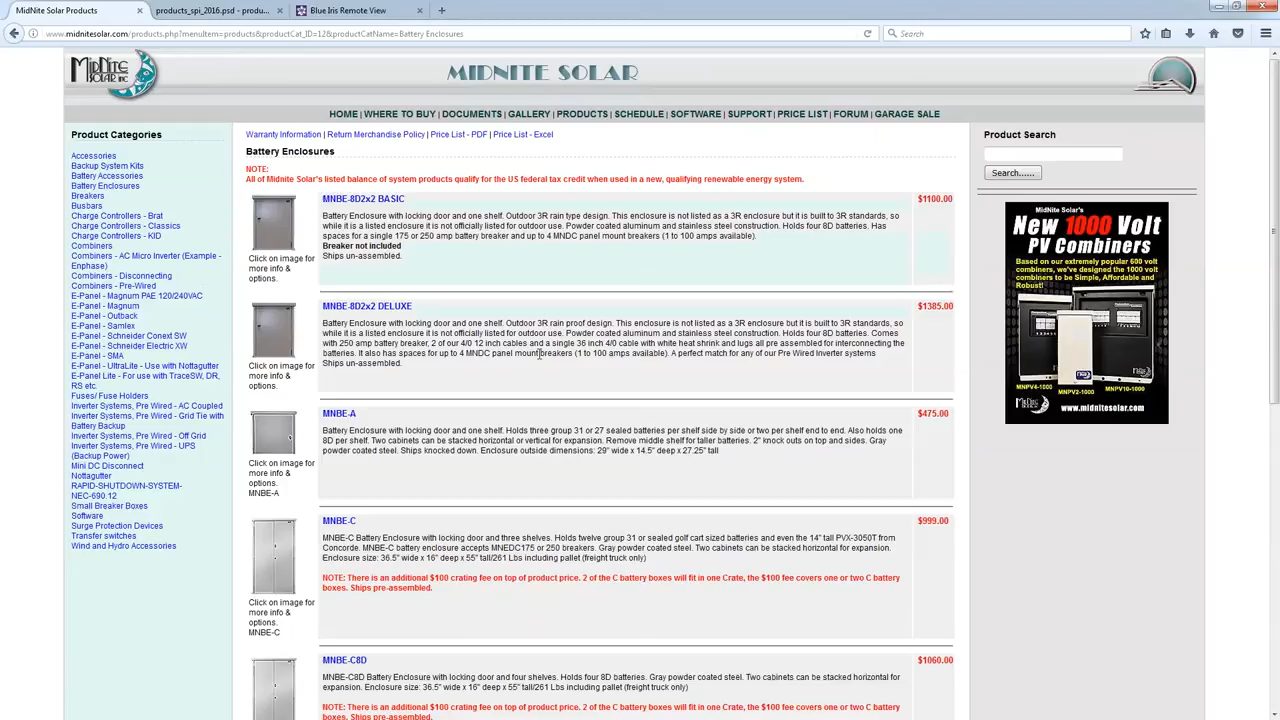 MidNite Solar Products
products_spi_2016.psd - produ...
Blue Iris Remote View
www.midnitesolar.com/products.php?menuItem=products&productCat_ID=12&productCatName=Battery Enclosures
Search
MIDNITE
SOLAR INC
MIDNITE SOLAR
HOME | WHERE TO BUY | DOCUMENTS | GALLERY | PRODUCTS | SCHEDULE | SOFTWARE | SUPPORT | PRICE LIST | FORUM | GARAGE SALE
Product Categories
Accessories
Backup System Kits
Battery Accessories
Battery Enclosures
Breakers
Busbars
Charge Controllers - Brat
Charge Controllers - Classics
Charge Controllers - KID
Combiners
Combiners - AC Micro Inverter (Example -
Enphase)
Combiners - Disconnecting
Combiners - Pre-Wired
E-Panel - Magnum PAE 120/240VAC
E-Panel - Magnum
E-Panel - Outback
E-Panel - Samlex
E-Panel - Schneider Conext SW
E-Panel - Schneider Electric XW
E-Panel - SMA
E-Panel - UltraLite - Use with Nottagutter
E-Panel Lite - For use w/ TraceSW, DR,
RS etc.
Fuses/ Fuse Holders
Inverter Systems, Pre Wired - AC Coupled
Inverter Systems, Pre Wired - Grid Tie with
Battery Backup
Inverter Systems, Pre Wired - Off Grid
Inverter Systems, Pre Wired - UPS
(Backup Power)
Mini DC Disconnect
Nottagutter
RAPID-SHUTDOWN-SYSTEM-
NEC-690.12
Small Breaker Boxes
Software
Surge Protection Devices
Transfer switches
Wind and Hydro Accessories
Warranty Information | Return Merchandise Policy | Price List - PDF | Price List - Excel
Battery Enclosures
NOTE:
All of Midnite Solar's listed balance of system products qualify for the US federal tax credit when used in a new, qualifying renewable energy system.
MNBE-8D2x2 BASIC
$1100.00
Battery Enclosure with locking door and one shelf. Outdoor 3R rain type design. This enclosure is not listed as a 3R enclosure but it is built to 3R standards, so
while it is a listed enclosure it is not officially listed for outdoor use. Powder coated aluminum and stainless steel construction. Holds four 8D batteries. Has
spaces for a single 175 or 250 amp battery breaker and up to 4 MNDC panel mount breakers (1 to 100 amps available).
Breaker not included
Ships un-assembled.
Click on image for
more info &
options.
MNBE-8D2x2 DELUXE
$1385.00
Battery Enclosure with locking door and one shelf. Outdoor 3R rain proof design. This enclosure is not listed as a 3R enclosure but it is built to 3R standards, so
while it is a listed enclosure it is not officially listed for outdoor use. Powder coated aluminum and stainless steel construction. Holds four 8D batteries. Comes
with 250 amp battery breaker, 2 of our 4/0 12 inch cables and a single 36 inch 4/0 cable with white heat shrink and lugs all pre assembled for interconnecting the
batteries. It also has spaces for up to 4 MNDC panel mount breakers (1 to 100 amps available). A perfect match for any of our Pre Wired Inverter systems
Ships un-assembled.
Click on image for
more info &
options.
MNBE-A
$475.00
Battery Enclosure with locking door and one shelf. Holds three group 31 or 27 sealed batteries per shelf side by side or two per shelf end to end. Also holds one
8D per shelf. Two cabinets can be stacked horizontal or vertical for expansion. Remove middle shelf for taller batteries. 2" knock outs on top and sides. Gray
powder coated steel. Ships knocked down. Enclosure outside dimensions: 29" wide x 14.5" deep x 27.25" tall
Click on image for
more info &
options.
MNBE-A
MNBE-C
$999.00
MNBE-C Battery Enclosure with locking door and three shelves. Holds twelve group 31 or sealed golf cart sized batteries and even the 14" tall PVX-3050T from
Concorde. MNBE-C battery enclosure accepts MNEDC175 or 250 breakers. Gray powder coated steel. Two cabinets can be stacked horizontal for expansion.
Enclosure size: 36.5" wide x 16" deep x 55" tall/261 Lbs including pallet (freight truck only)
NOTE: There is an additional $100 crating fee on top of product price. 2 of the C battery boxes will fit in one Crate, the $100 fee covers one or two C battery
boxes. Ships pre-assembled.
Click on image for
more info &
options.
MNBE-C
MNBE-C8D
$1060.00
MNBE-C8D Battery Enclosure with locking door and four shelves. Holds four 8D batteries. Gray powder coated steel. Two cabinets can be stacked horizontal for
expansion. Enclosure size: 36.5" wide x 16" deep x 55" tall/261 Lbs including pallet (freight truck only)
NOTE: There is an additional $100 crating fee on top of product price. 2 of the C battery boxes will fit in one Crate, the $100 fee covers one or two C battery
boxes. Ships pre-assembled.
Product Search
Search......
MidNite Solar's
New 1000 Volt
PV Combiners
Based on our extremely popular 600 volt
combiners, we've designed the 1000 volt
combiners to be Simple, Affordable and
Robust!
MNPV4-1000
MNPV2-1000
MNPV10-1000
MIDNITE
www.midnitesolar.com